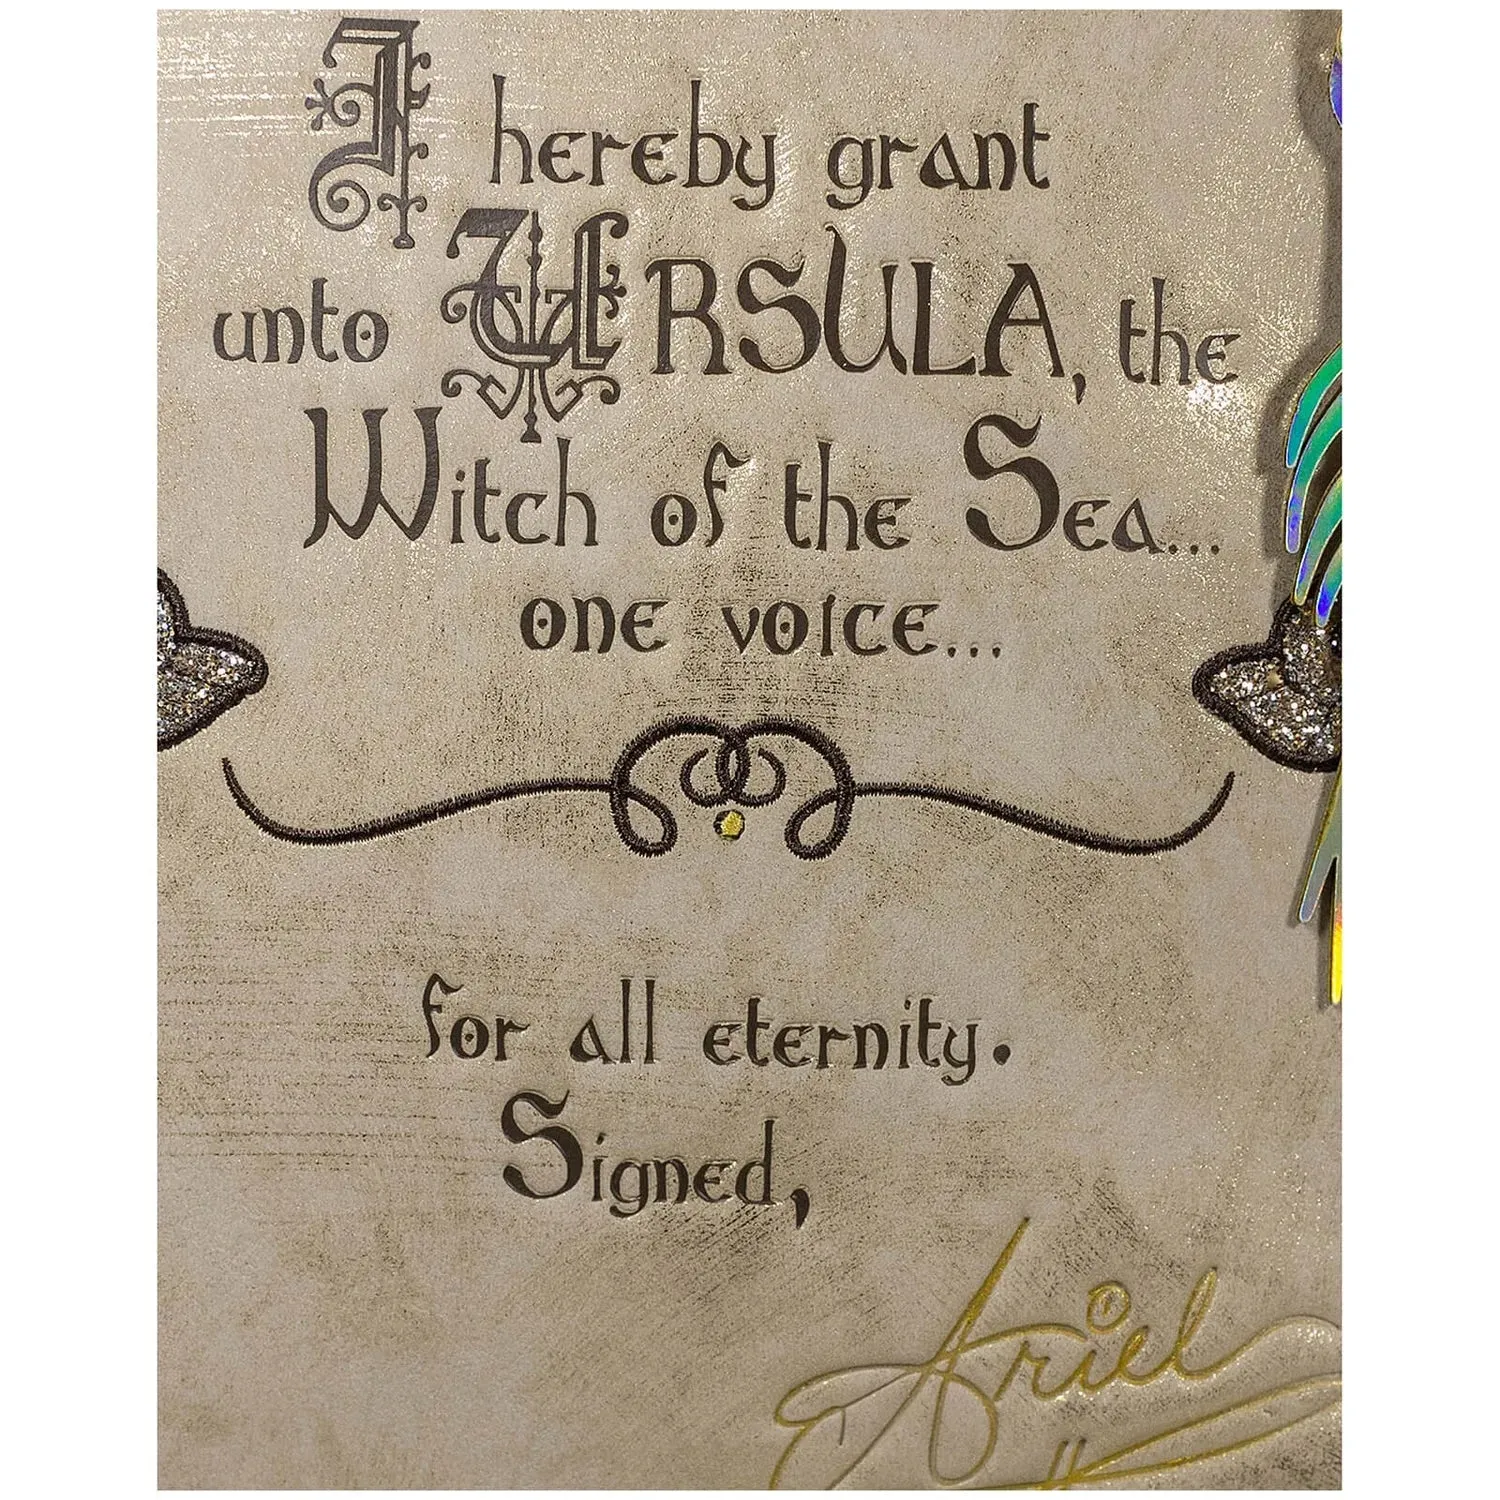 I hereby grant
unto URSULA, the
Witch of the Sea...
one voice...
for all eternity.
Signed,
Ariel